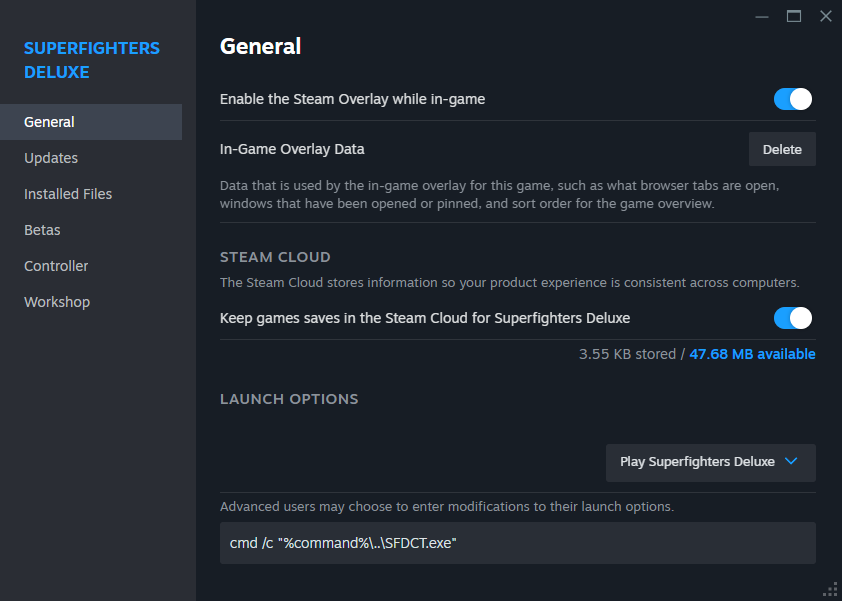 SUPERFIGHTERS
DELUXE
General
Updates
Installed Files
Betas
Controller
Workshop
General
Enable the Steam Overlay while in-game
In-Game Overlay Data
Delete
Data that is used by the in-game overlay for this game, such as what browser tabs are open,
windows that have been opened or pinned, and sort order for the game overview.
STEAM CLOUD
The Steam Cloud stores information so your product experience is consistent across computers.
Keep games saves in the Steam Cloud for Superfighters Deluxe
3.55 KB stored / 47.68 MB available
LAUNCH OPTIONS
Play Superfighters Deluxe
Advanced users may choose to enter modifications to their launch options.
cmd /c "%command%\..\SFDCT.exe"